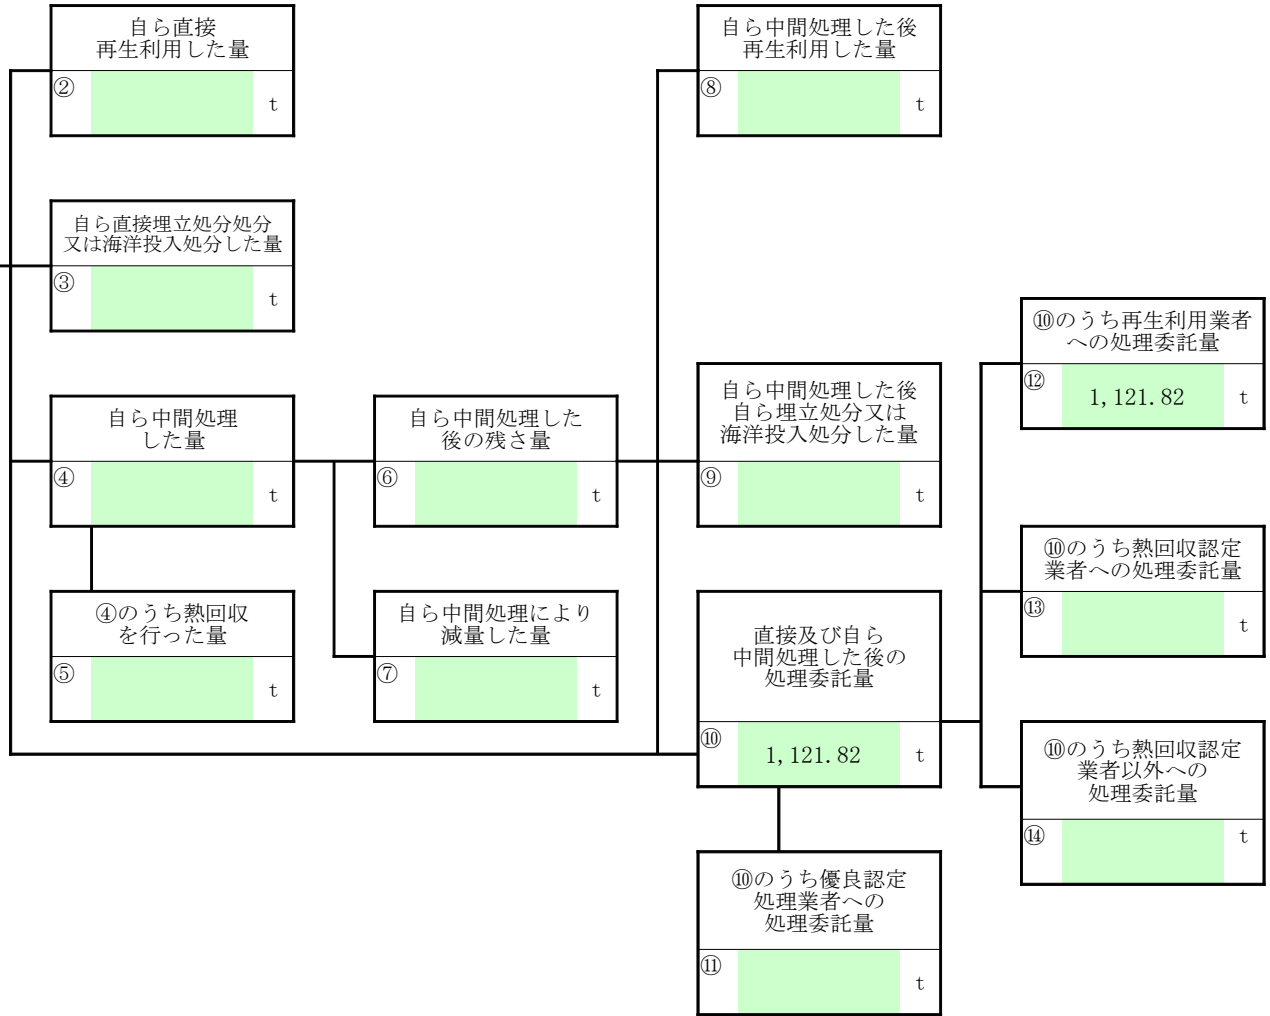 自ら直接
再生利用した量
②
t
自ら中間処理した後
再生利用した量
⑧
t
自ら直接埋立処分処分
又は海洋投入処分した量
③
t
⑩のうち再生利用業者
への処理委託量
⑫
1,121.82
t
自ら中間処理
した量
④
t
自ら中間処理した
後の残さ量
⑥
t
自ら中間処理した後
自ら埋立処分又は
海洋投入処分した量
⑨
t
⑩のうち熱回収認定
業者への処理委託量
⑬
t
④のうち熱回収
を行った量
⑤
t
自ら中間処理により
減量した量
⑦
t
直接及び自ら
中間処理した後の
処理委託量
⑩
1,121.82
t
⑩のうち熱回収認定
業者以外への
処理委託量
⑭
t
⑩のうち優良認定
処理業者への
処理委託量
⑪
t